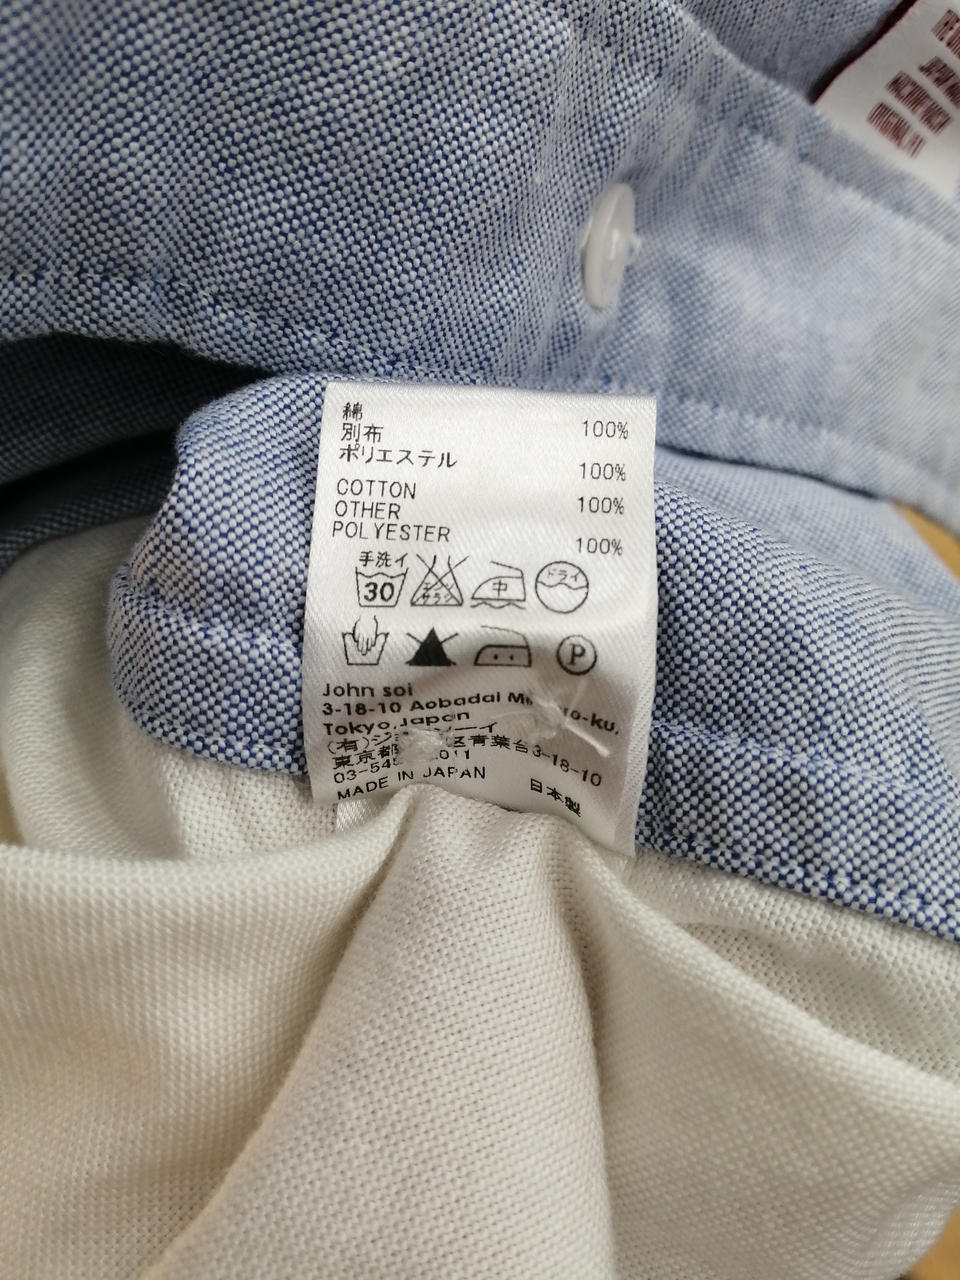 綿 100%
別布
ポリエステル 100%
COTTON 100%
OTHER
POLYESTER 100%
手洗イ
30 中 ドライ
P
John soi
3-18-10 Aobadai
Tokyo,Japan
(有)
東京都 区青葉台3-18-10
MADE IN JAPAN 日本製